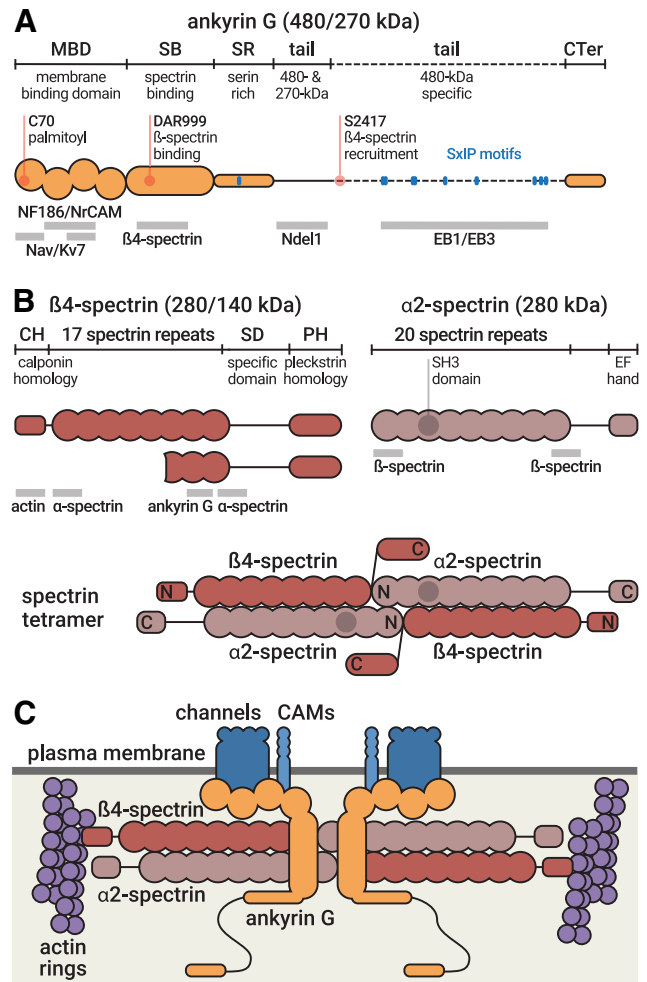 A
ankyrin G (480/270 kDa)
MBD SB SR tail tail CTer
membrane spectrin serin 480- & 480-kDa
binding domain binding rich 270-kDa specific
C70 DAR999 S2417
palmitoyl ß-spectrin ß4-spectrin
binding recruitment SxIP motifs
NF186/NrCAM
Nav/Kv7 ß4-spectrin Ndel1 EB1/EB3
B
ß4-spectrin (280/140 kDa) α2-spectrin (280 kDa)
CH 17 spectrin repeats SD PH 20 spectrin repeats
calponin specific pleckstrin SH3 EF
homology domain homology domain hand
ß-spectrin ß-spectrin
actin α-spectrin ankyrin G α-spectrin
ß4-spectrin C α2-spectrin
N N C
spectrin
tetramer
C N N
α2-spectrin C ß4-spectrin
C
channels CAMs
plasma membrane
ß4-spectrin
α2-spectrin
ankyrin G
actin
rings